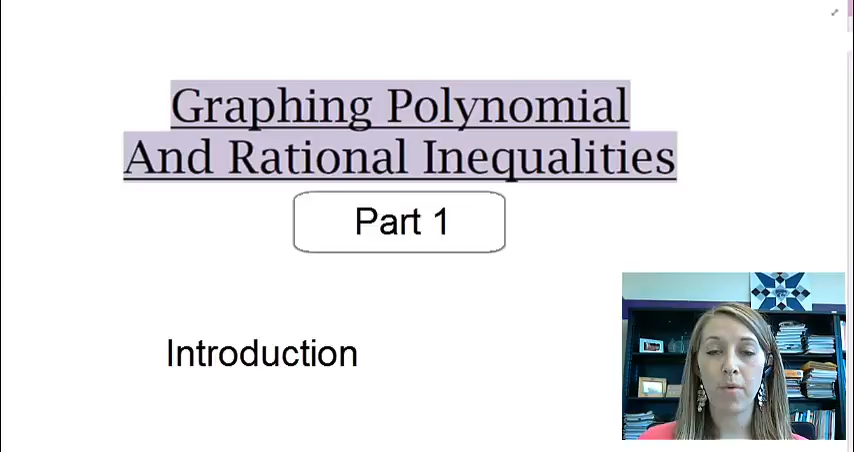 Graphing Polynomial
And Rational Inequalities
Part 1
Introduction